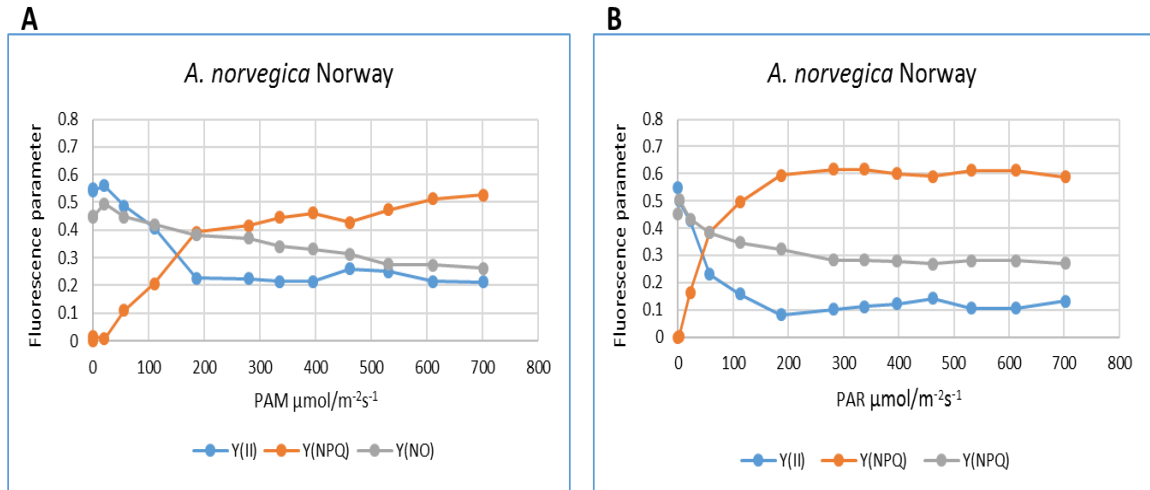 A
A. norvegica Norway
Fluorescence parameter
0.8
0.7
0.6
0.5
0.4
0.3
0.2
0.1
0
0 100 200 300 400 500 600 700 800
PAM µmol/m⁻²s⁻¹
Y(II) Y(NPQ) Y(NO)
B
A. norvegica Norway
Fluorescence parameter
0.8
0.7
0.6
0.5
0.4
0.3
0.2
0.1
0
0 100 200 300 400 500 600 700 800
PAR µmol/m⁻²s⁻¹
Y(II) Y(NPQ) Y(NPQ)